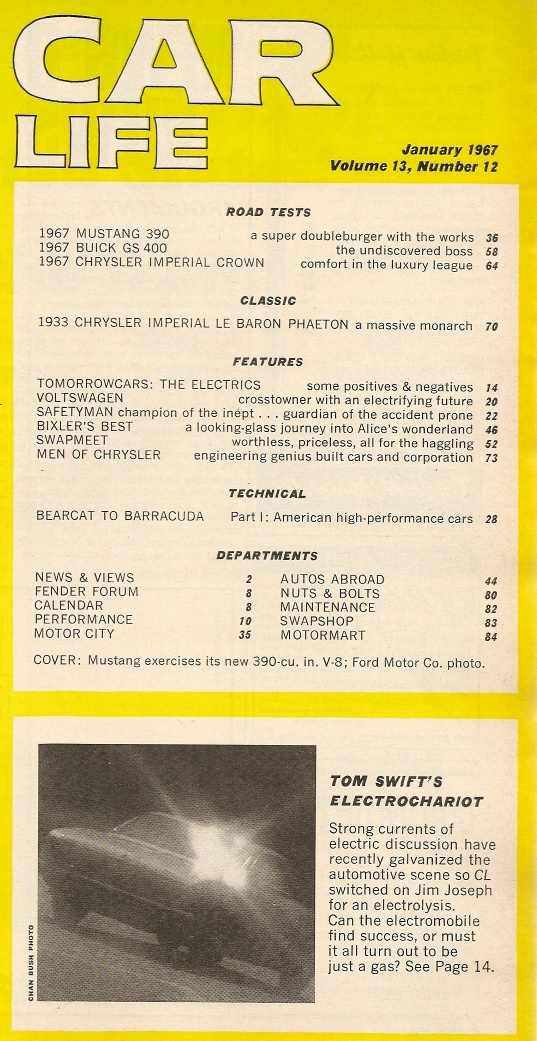 CAR
LIFE
January 1967
Volume 13, Number 12
ROAD TESTS
1967 MUSTANG 390 a super doubleburger with the works 36
1967 BUICK GS 400 the undiscovered boss 58
1967 CHRYSLER IMPERIAL CROWN comfort in the luxury league 64
CLASSIC
1933 CHRYSLER IMPERIAL LE BARON PHAETON a massive monarch 70
FEATURES
TOMORROWCARS: THE ELECTRICS some positives & negatives 14
VOLTSWAGEN crosstowner with an electrifying future 20
SAFETYMAN champion of the inept . . . guardian of the accident prone 22
BIXLER'S BEST a looking-glass journey into Alice's wonderland 46
SWAPMEET worthless, priceless, all for the haggling 52
MEN OF CHRYSLER engineering genius built cars and corporation 73
TECHNICAL
BEARCAT TO BARRACUDA Part I: American high-performance cars 28
DEPARTMENTS
NEWS & VIEWS 2 AUTOS ABROAD 44
FENDER FORUM 8 NUTS & BOLTS 80
CALENDAR 8 MAINTENANCE 82
PERFORMANCE 10 SWAPSHOP 83
MOTOR CITY 35 MOTORMART 84
COVER: Mustang exercises its new 390-cu. in. V-8; Ford Motor Co. photo.
CHAN BUSH PHOTO
TOM SWIFT'S
ELECTROCHARIOT
Strong currents of
electric discussion have
recently galvanized the
automotive scene so CL
switched on Jim Joseph
for an electrolysis.
Can the electromobile
find success, or must
it all turn out to be
just a gas? See Page 14.